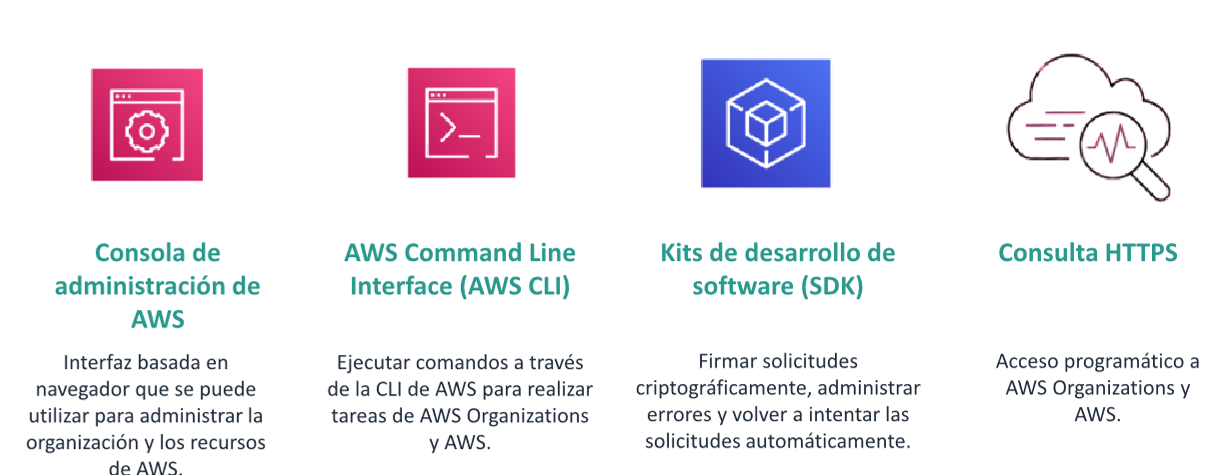 Consola de
administración de
AWS
Interfaz basada en
navegador que se puede
utilizar para administrar la
organización y los recursos
de AWS.
AWS Command Line
Interface (AWS CLI)
Ejecutar comandos a través
de la CLI de AWS para realizar
tareas de AWS Organizations
y AWS.
Kits de desarrollo de
software (SDK)
Firmar solicitudes
criptográficamente, administrar
errores y volver a intentar las
solicitudes automáticamente.
Consulta HTTPS
Acceso programático a
AWS Organizations y
AWS.